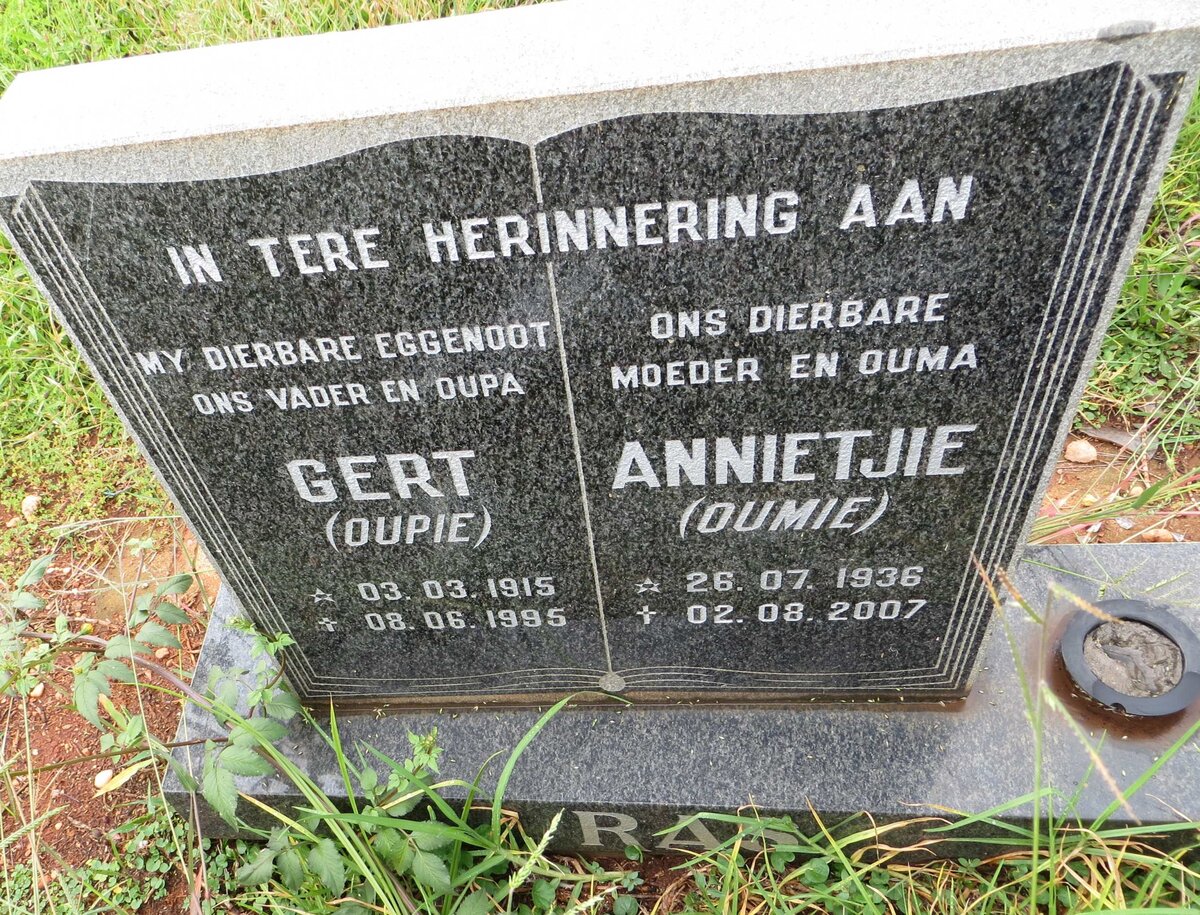 IN TERE HERINNERING AAN
MY DIERBARE EGGENOOT
ONS VADER EN OUPA
GERT
(OUPIE)
☆ 03. 03. 1915
✝ 08. 06. 1995
ONS DIERBARE
MOEDER EN OUMA
ANNIETJIE
(OUMIE)
☆ 26. 07. 1936
✝ 02. 08. 2007
RAS